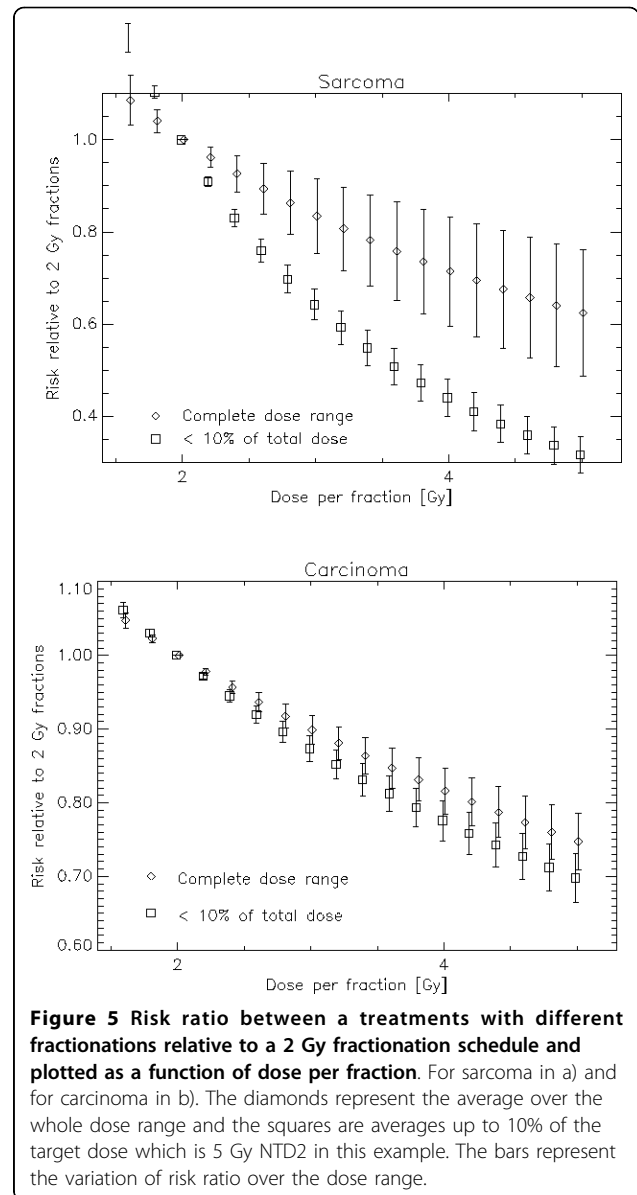 Sarcoma
1.0
0.8
0.6
0.4
Risk relative to 2 Gy fractions
Complete dose range
< 10% of total dose
2
4
Dose per fraction [Gy]
Carcinoma
1.10
1.00
0.90
0.80
0.70
0.60
Risk relative to 2 Gy fractions
Complete dose range
< 10% of total dose
2
4
Dose per fraction [Gy]
Figure 5 Risk ratio between a treatments with different
fractionations relative to a 2 Gy fractionation schedule and
plotted as a function of dose per fraction. For sarcoma in a) and
for carcinoma in b). The diamonds represent the average over the
whole dose range and the squares are averages up to 10% of the
target dose which is 5 Gy NTD2 in this example. The bars represent
the variation of risk ratio over the dose range.